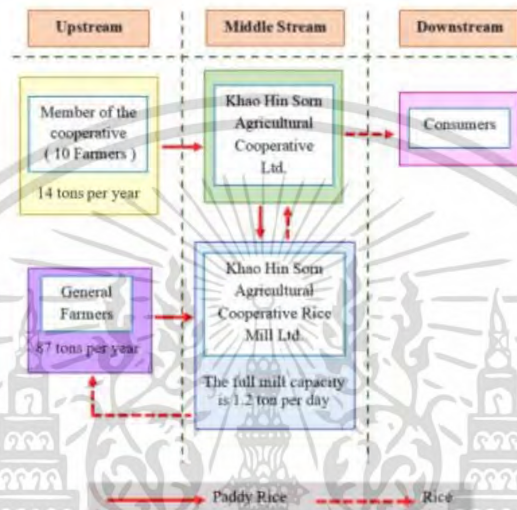 Upstream
Middle Stream
Downstream
Member of the
cooperative
( 10 Farmers )
14 tons per year
Khao Hin Sorn
Agricultural
Cooperative
Ltd.
Consumers
General
Farmers
87 tons per year
Khao Hin Sorn
Agricultural
Cooperative Rice
Mill Ltd.
The full mill capacity
is 1.2 ton per day
Paddy Rice
Rice